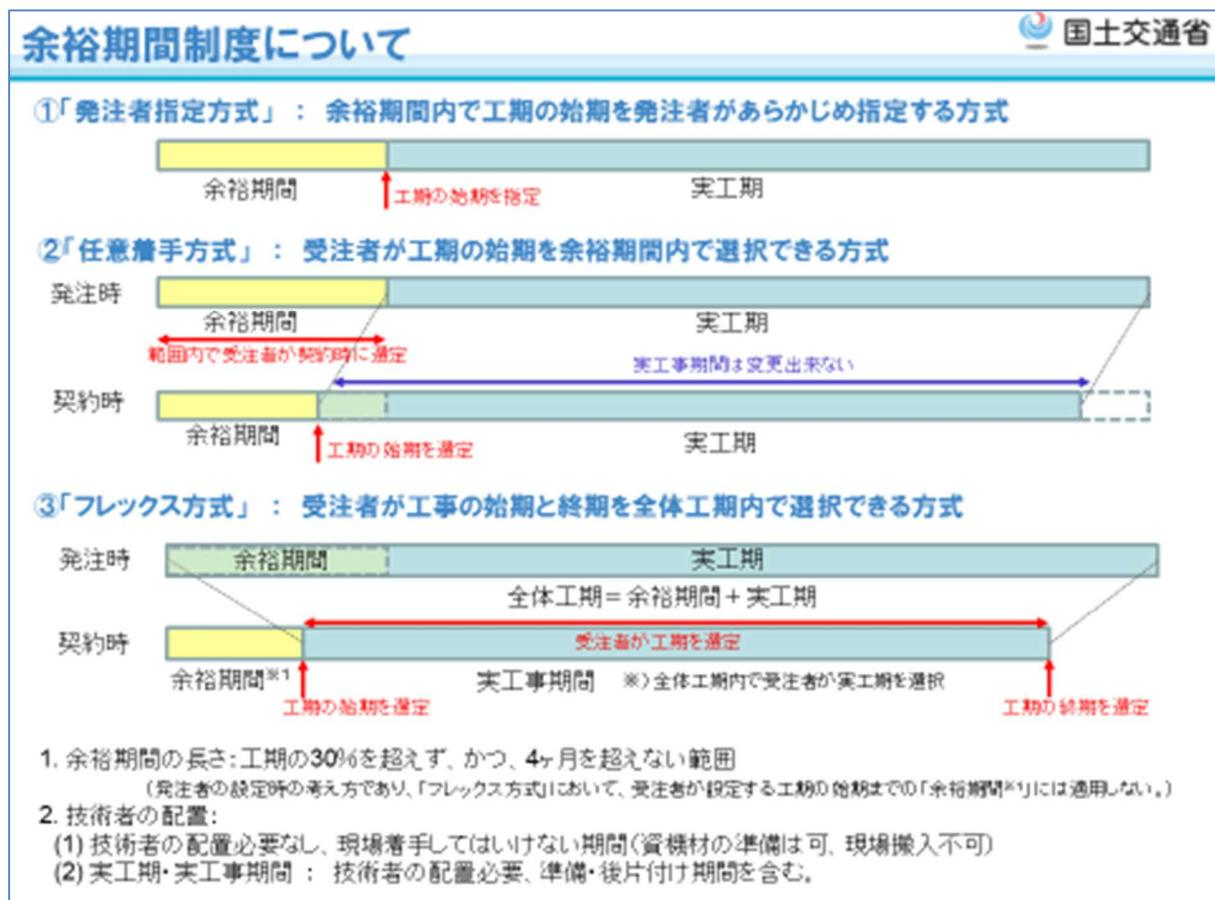 余裕期間制度について
国土交通省
①「発注者指定方式」 : 余裕期間内で工期の始期を発注者があらかじめ指定する方式
余裕期間
工期の始期を指定
実工期
②「任意着手方式」 : 受注者が工期の始期を余裕期間内で選択できる方式
発注時
余裕期間
実工期
範囲内で受注者が契約時に選定
実工事期間は変更出来ない
契約時
余裕期間
工期の始期を選定
実工期
③「フレックス方式」 : 受注者が工事の始期と終期を全体工期内で選択できる方式
発注時
余裕期間
実工期
全体工期=余裕期間+実工期
契約時
受注者が工期を選定
余裕期間※1
実工事期間 ※)全体工期内で受注者が実工期を選択
工期の始期を選定
工期の終期を選定
1. 余裕期間の長さ:工期の30%を超えず、かつ、4ヶ月を超えない範囲
(発注者の設定時の考え方であり、「フレックス方式」において、受注者が設定する工期の始期までの「余裕期間※1」には適用しない。)
2. 技術者の配置:
(1) 技術者の配置必要なし、現場着手してはいけない期間(資機材の準備は可、現場搬入不可)
(2) 実工期・実工事期間 : 技術者の配置必要、準備・後片付け期間を含む。